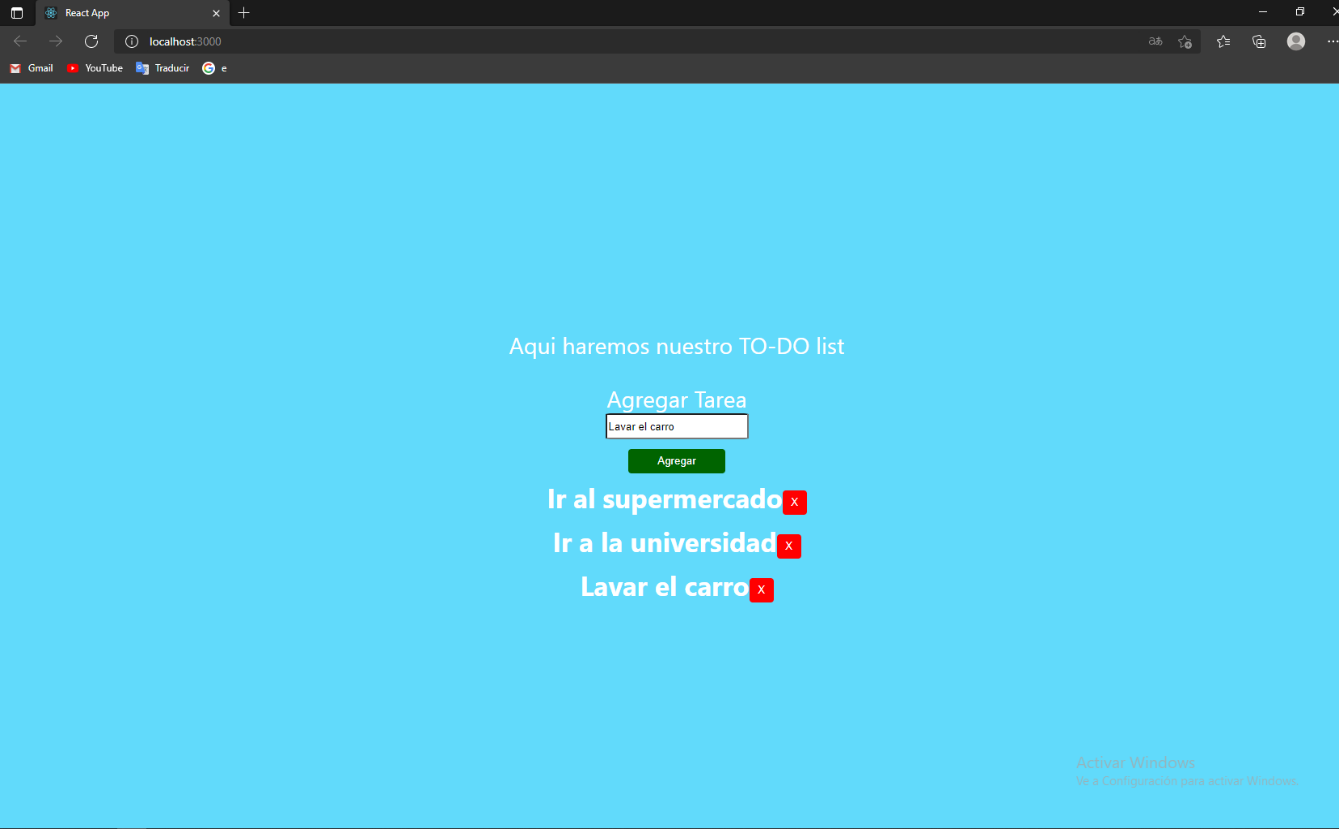 React App
localhost:3000
Gmail YouTube Traducir e
Aqui haremos nuestro TO-DO list
Agregar Tarea
Lavar el carro
Agregar
Ir al supermercado X
Ir a la universidad X
Lavar el carro X
Activar Windows
Ve a Configuración para activar Windows.